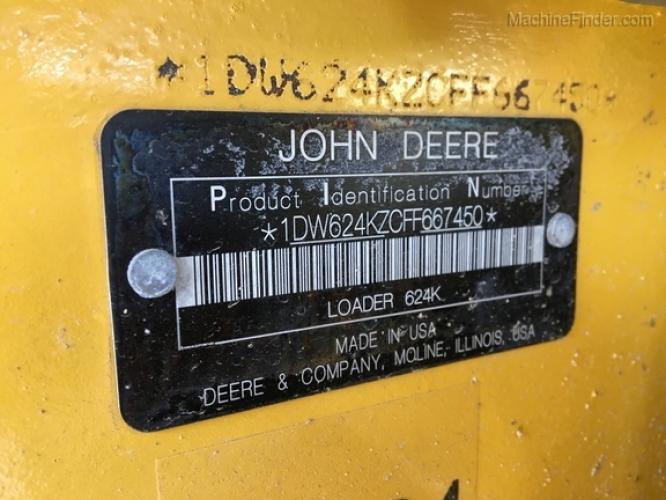 MachineFinder.com
*1DW624KZCFF667450*
JOHN DEERE
Product Identification Number
*1DW624KZCFF667450*
LOADER 624K
MADE IN USA
DEERE & COMPANY, MOLINE, ILLINOIS, USA